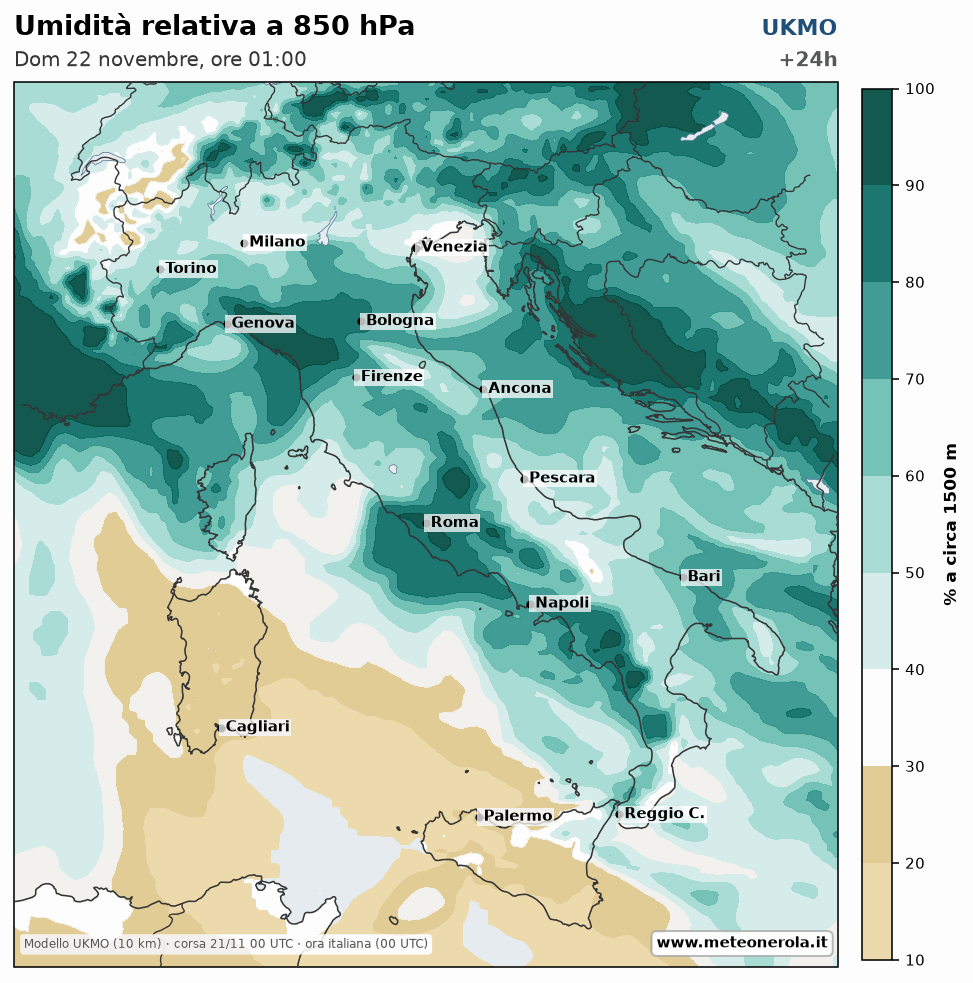 Umidità relativa a 850 hPa
UKMO
Dom 22 novembre, ore 01:00
+24h
100
90
80
70
60
50
40
30
20
10
% a circa 1500 m
Milano
Venezia
Torino
Genova
Bologna
Firenze
Ancona
Pescara
Roma
Bari
Napoli
Cagliari
Palermo
Reggio C.
Modello UKMO (10 km) · corsa 21/11 00 UTC · ora italiana (00 UTC)
www.meteonerola.it